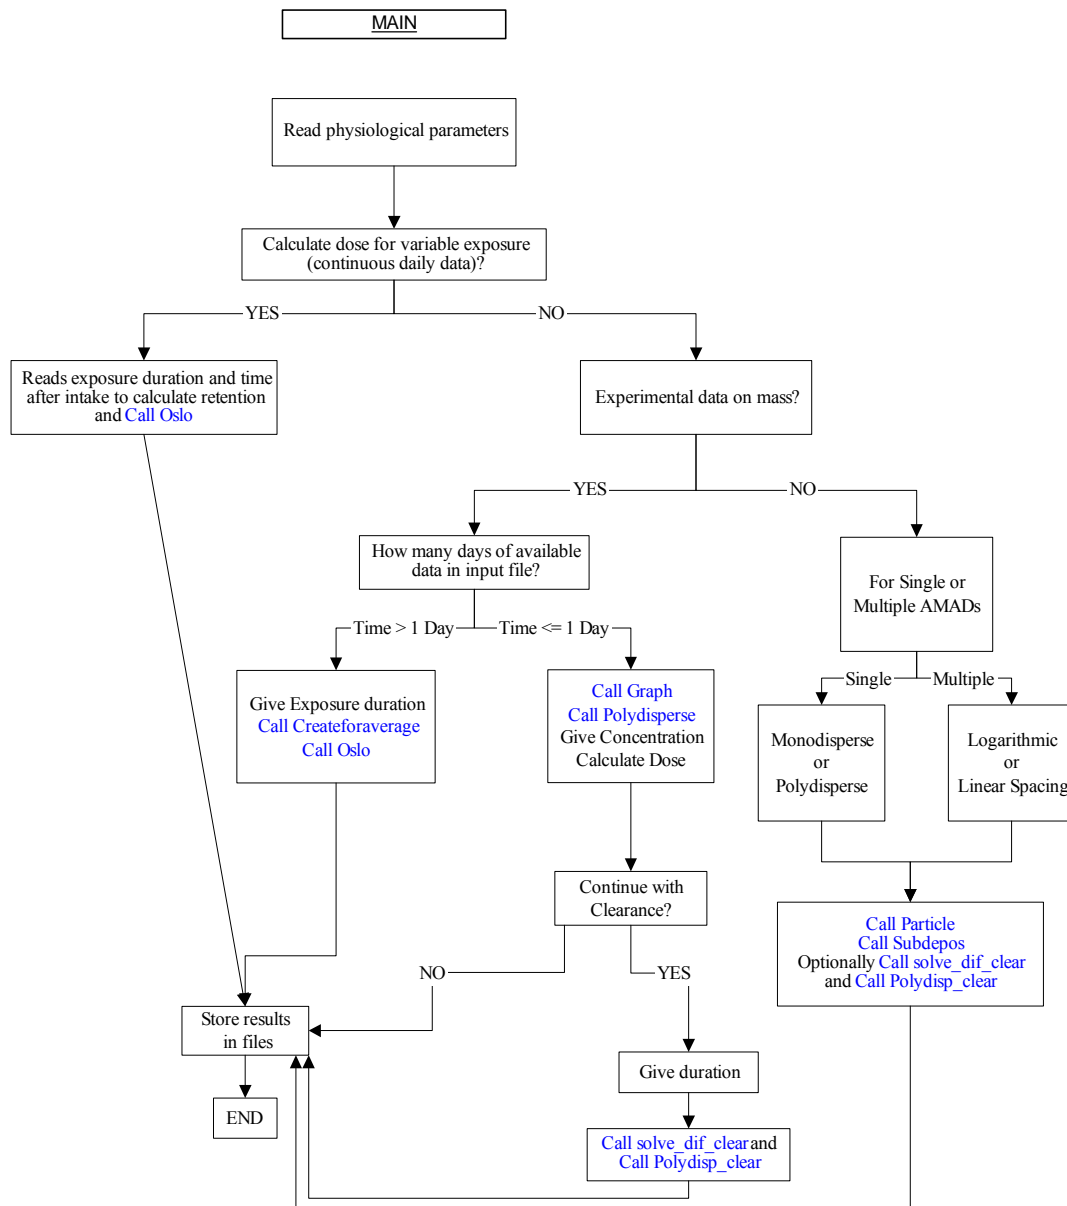 MAIN
Read physiological parameters
Calculate dose for variable exposure
(continuous daily data)?
YES
NO
Reads exposure duration and time
after intake to calculate retention
and Call Oslo
Experimental data on mass?
YES
NO
How many days of available
data in input file?
For Single or
Multiple AMADs
Time > 1 Day
Time <= 1 Day
Single
Multiple
Give Exposure duration
Call Createforaverage
Call Oslo
Call Graph
Call Polydisperse
Give Concentration
Calculate Dose
Monodisperse
or
Polydisperse
Logarithmic
or
Linear Spacing
Continue with
Clearance?
Call Particle
Call Subdepos
Optionally Call solve_dif_clear
and Call Polydisp_clear
NO
YES
Store results
in files
Give duration
END
Call solve_dif_clear and
Call Polydisp_clear